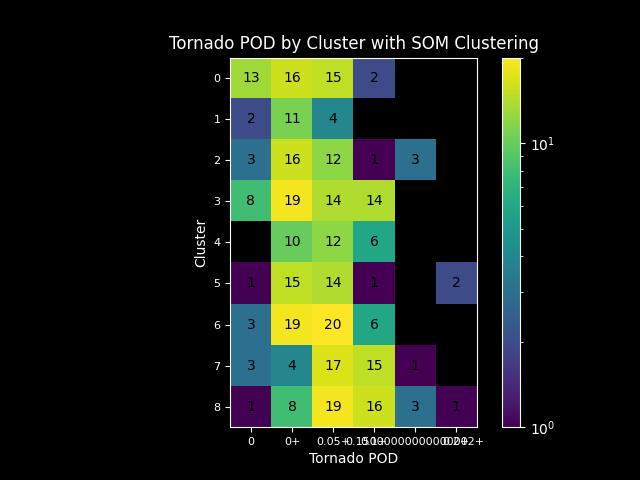 Tornado POD by Cluster with SOM Clustering
0 13 16 15 2
1 2 11 4
2 3 16 12 1 3
3 8 19 14 14
4 10 12 6
5 1 15 14 1 2
6 3 19 20 6
7 3 4 17 15 1
8 1 8 19 16 3 1
0 0+ 0.05+
Tornado POD
Cluster
10^1
10^0